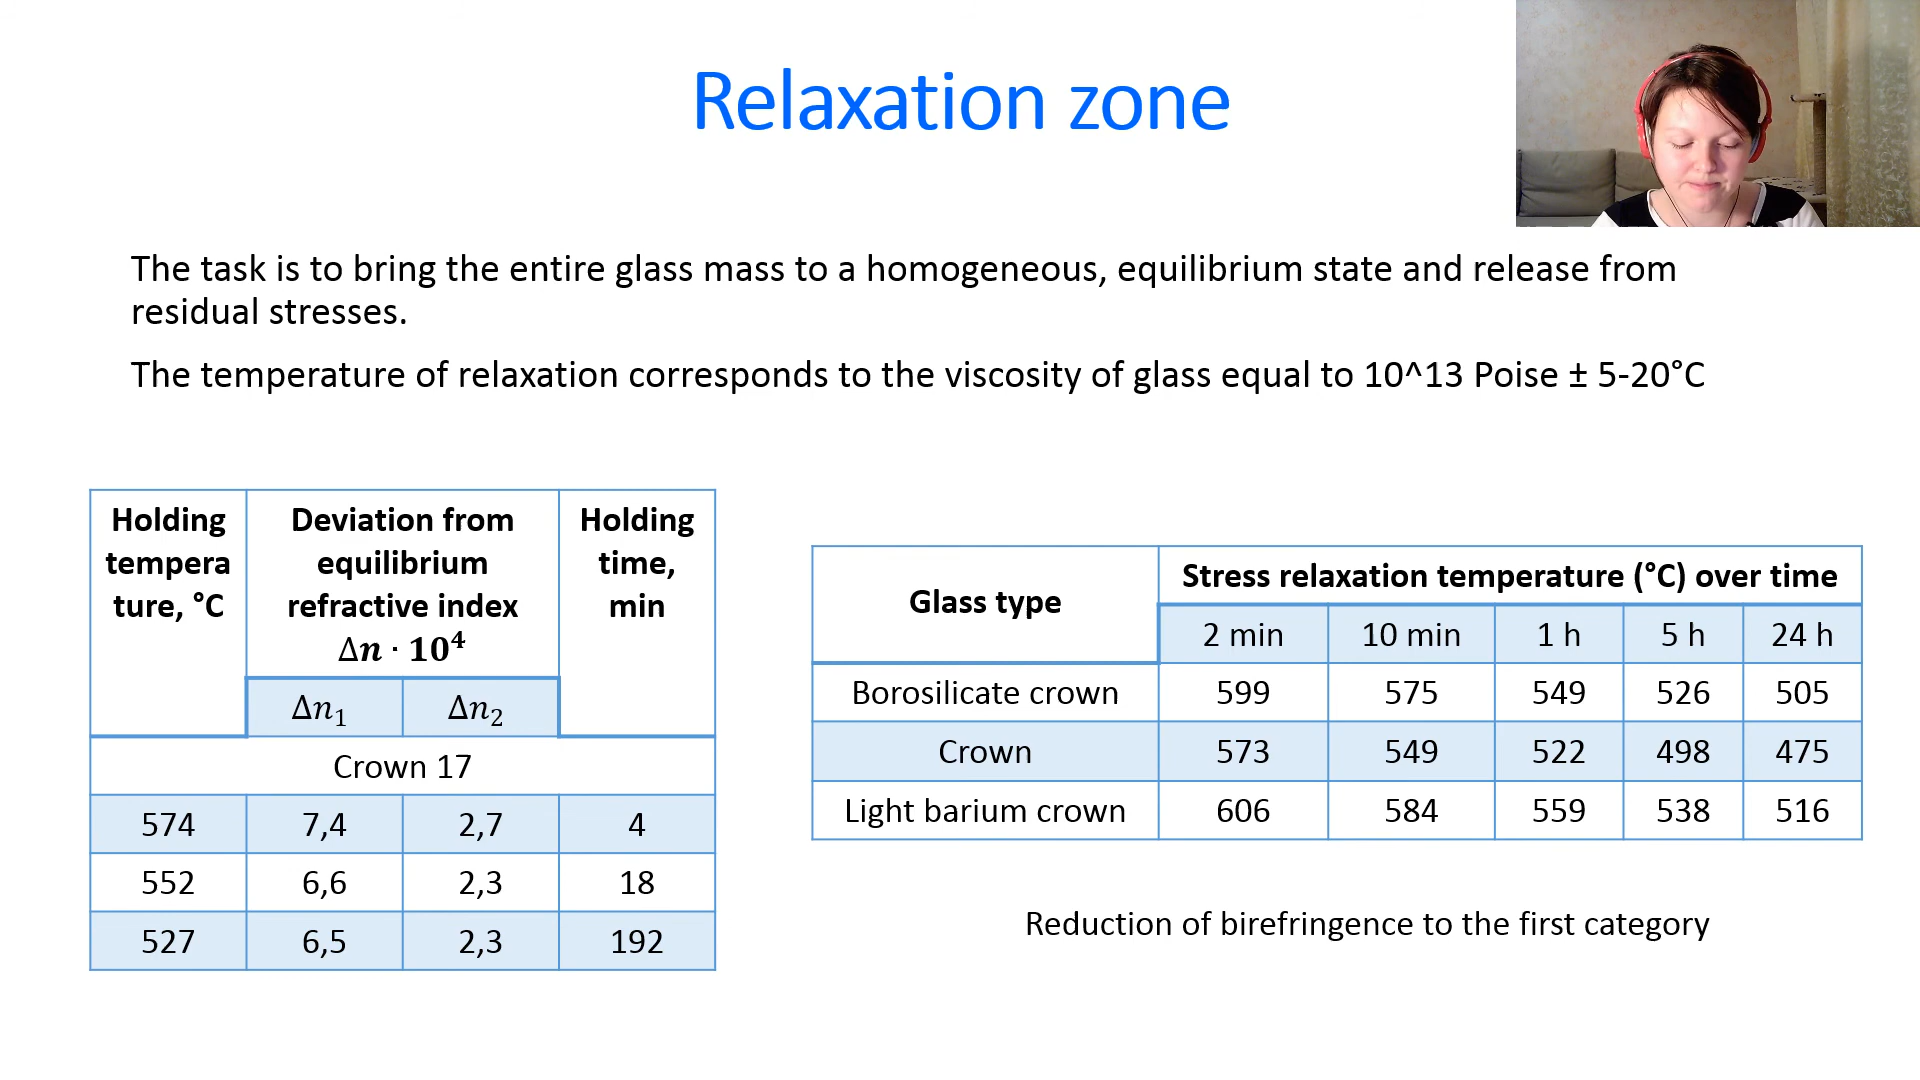 Relaxation zone
The task is to bring the entire glass mass to a homogeneous, equilibrium state and release from
residual stresses.
The temperature of relaxation corresponds to the viscosity of glass equal to 10^13 Poise ± 5-20°C
Holding
tempera
ture, °C
Deviation from
equilibrium
refractive index
Δn · 10⁴
Holding
time,
min
Δn₁ Δn₂
Crown 17
574 7,4 2,7 4
552 6,6 2,3 18
527 6,5 2,3 192
Glass type
Stress relaxation temperature (°C) over time
2 min 10 min 1 h 5 h 24 h
Borosilicate crown 599 575 549 526 505
Crown 573 549 522 498 475
Light barium crown 606 584 559 538 516
Reduction of birefringence to the first category